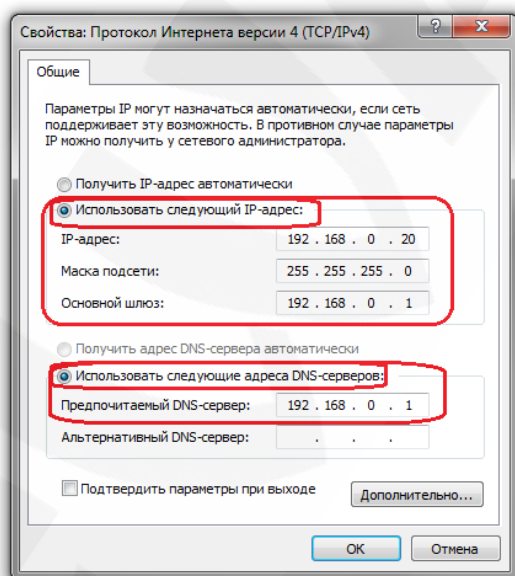 Свойства: Протокол Интернета версии 4 (TCP/IPv4)
Общие
Параметры IP могут назначаться автоматически, если сеть
поддерживает эту возможность. В противном случае параметры
IP можно получить у сетевого администратора.
Получить IP-адрес автоматически
Использовать следующий IP-адрес:
IP-адрес: 192 . 168 . 0 . 20
Маска подсети: 255 . 255 . 255 . 0
Основной шлюз: 192 . 168 . 0 . 1
Получить адрес DNS-сервера автоматически
Использовать следующие адреса DNS-серверов:
Предпочитаемый DNS-сервер: 192 . 168 . 0 . 1
Альтернативный DNS-сервер: . . .
Подтвердить параметры при выходе
Дополнительно...
ОК Отмена